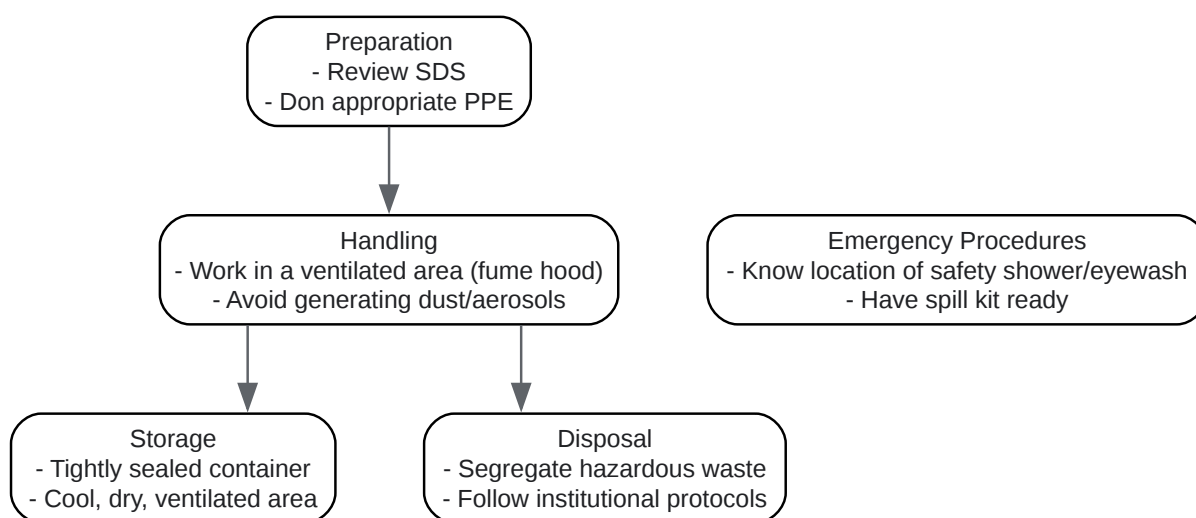 Preparation
- Review SDS
- Don appropriate PPE
Handling
- Work in a ventilated area (fume hood)
- Avoid generating dust/aerosols
Emergency Procedures
- Know location of safety shower/eyewash
- Have spill kit ready
Storage
- Tightly sealed container
- Cool, dry, ventilated area
Disposal
- Segregate hazardous waste
- Follow institutional protocols